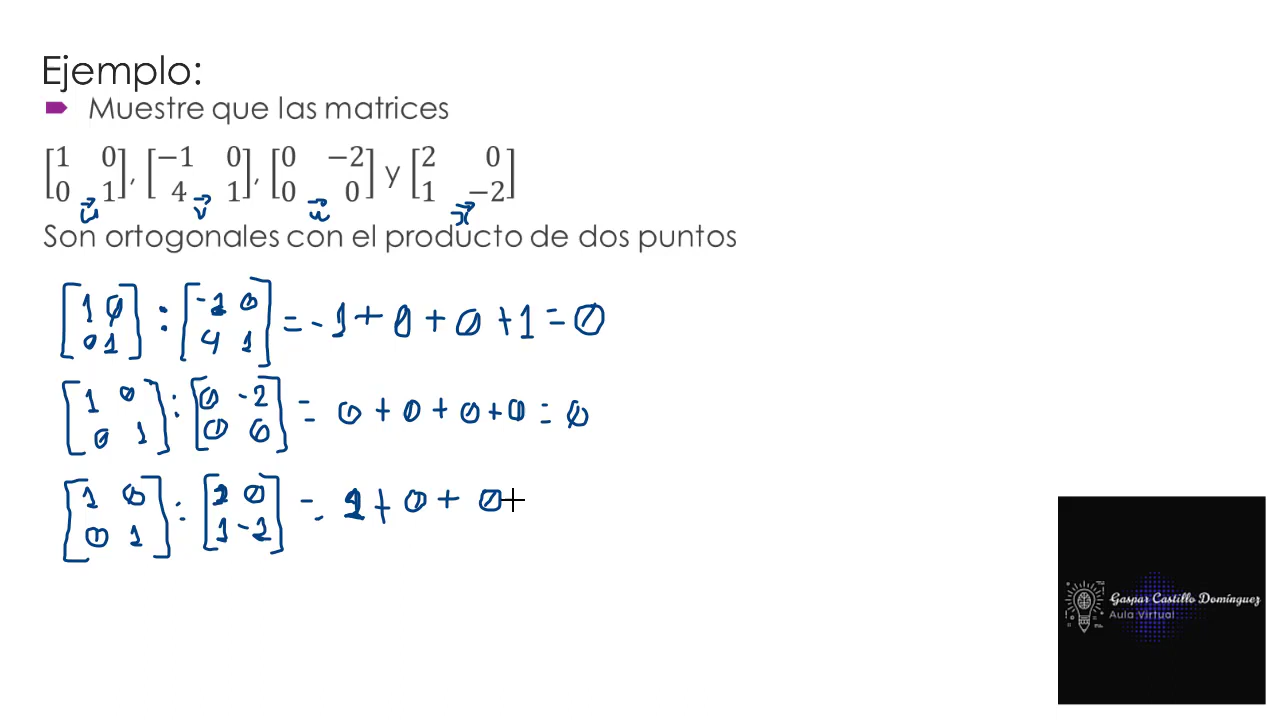 Ejemplo:
Muestre que las matrices
[1 0
0 1], [−1 0
4 1], [0 −2
0 0] y [2 0
1 −2]
u⃗ v⃗ w⃗ x⃗
Son ortogonales con el producto de dos puntos
[1 0
0 1] : [-1 0
4 1] = -1 + 0 + 0 + 1 = 0
[1 0
0 1] : [0 -2
0 0] = 0 + 0 + 0 + 0 = 0
[1 0
0 1] : [2 0
1 -2] = 2 + 0 + 0+
Gaspar Castillo Domínguez
Aula Virtual